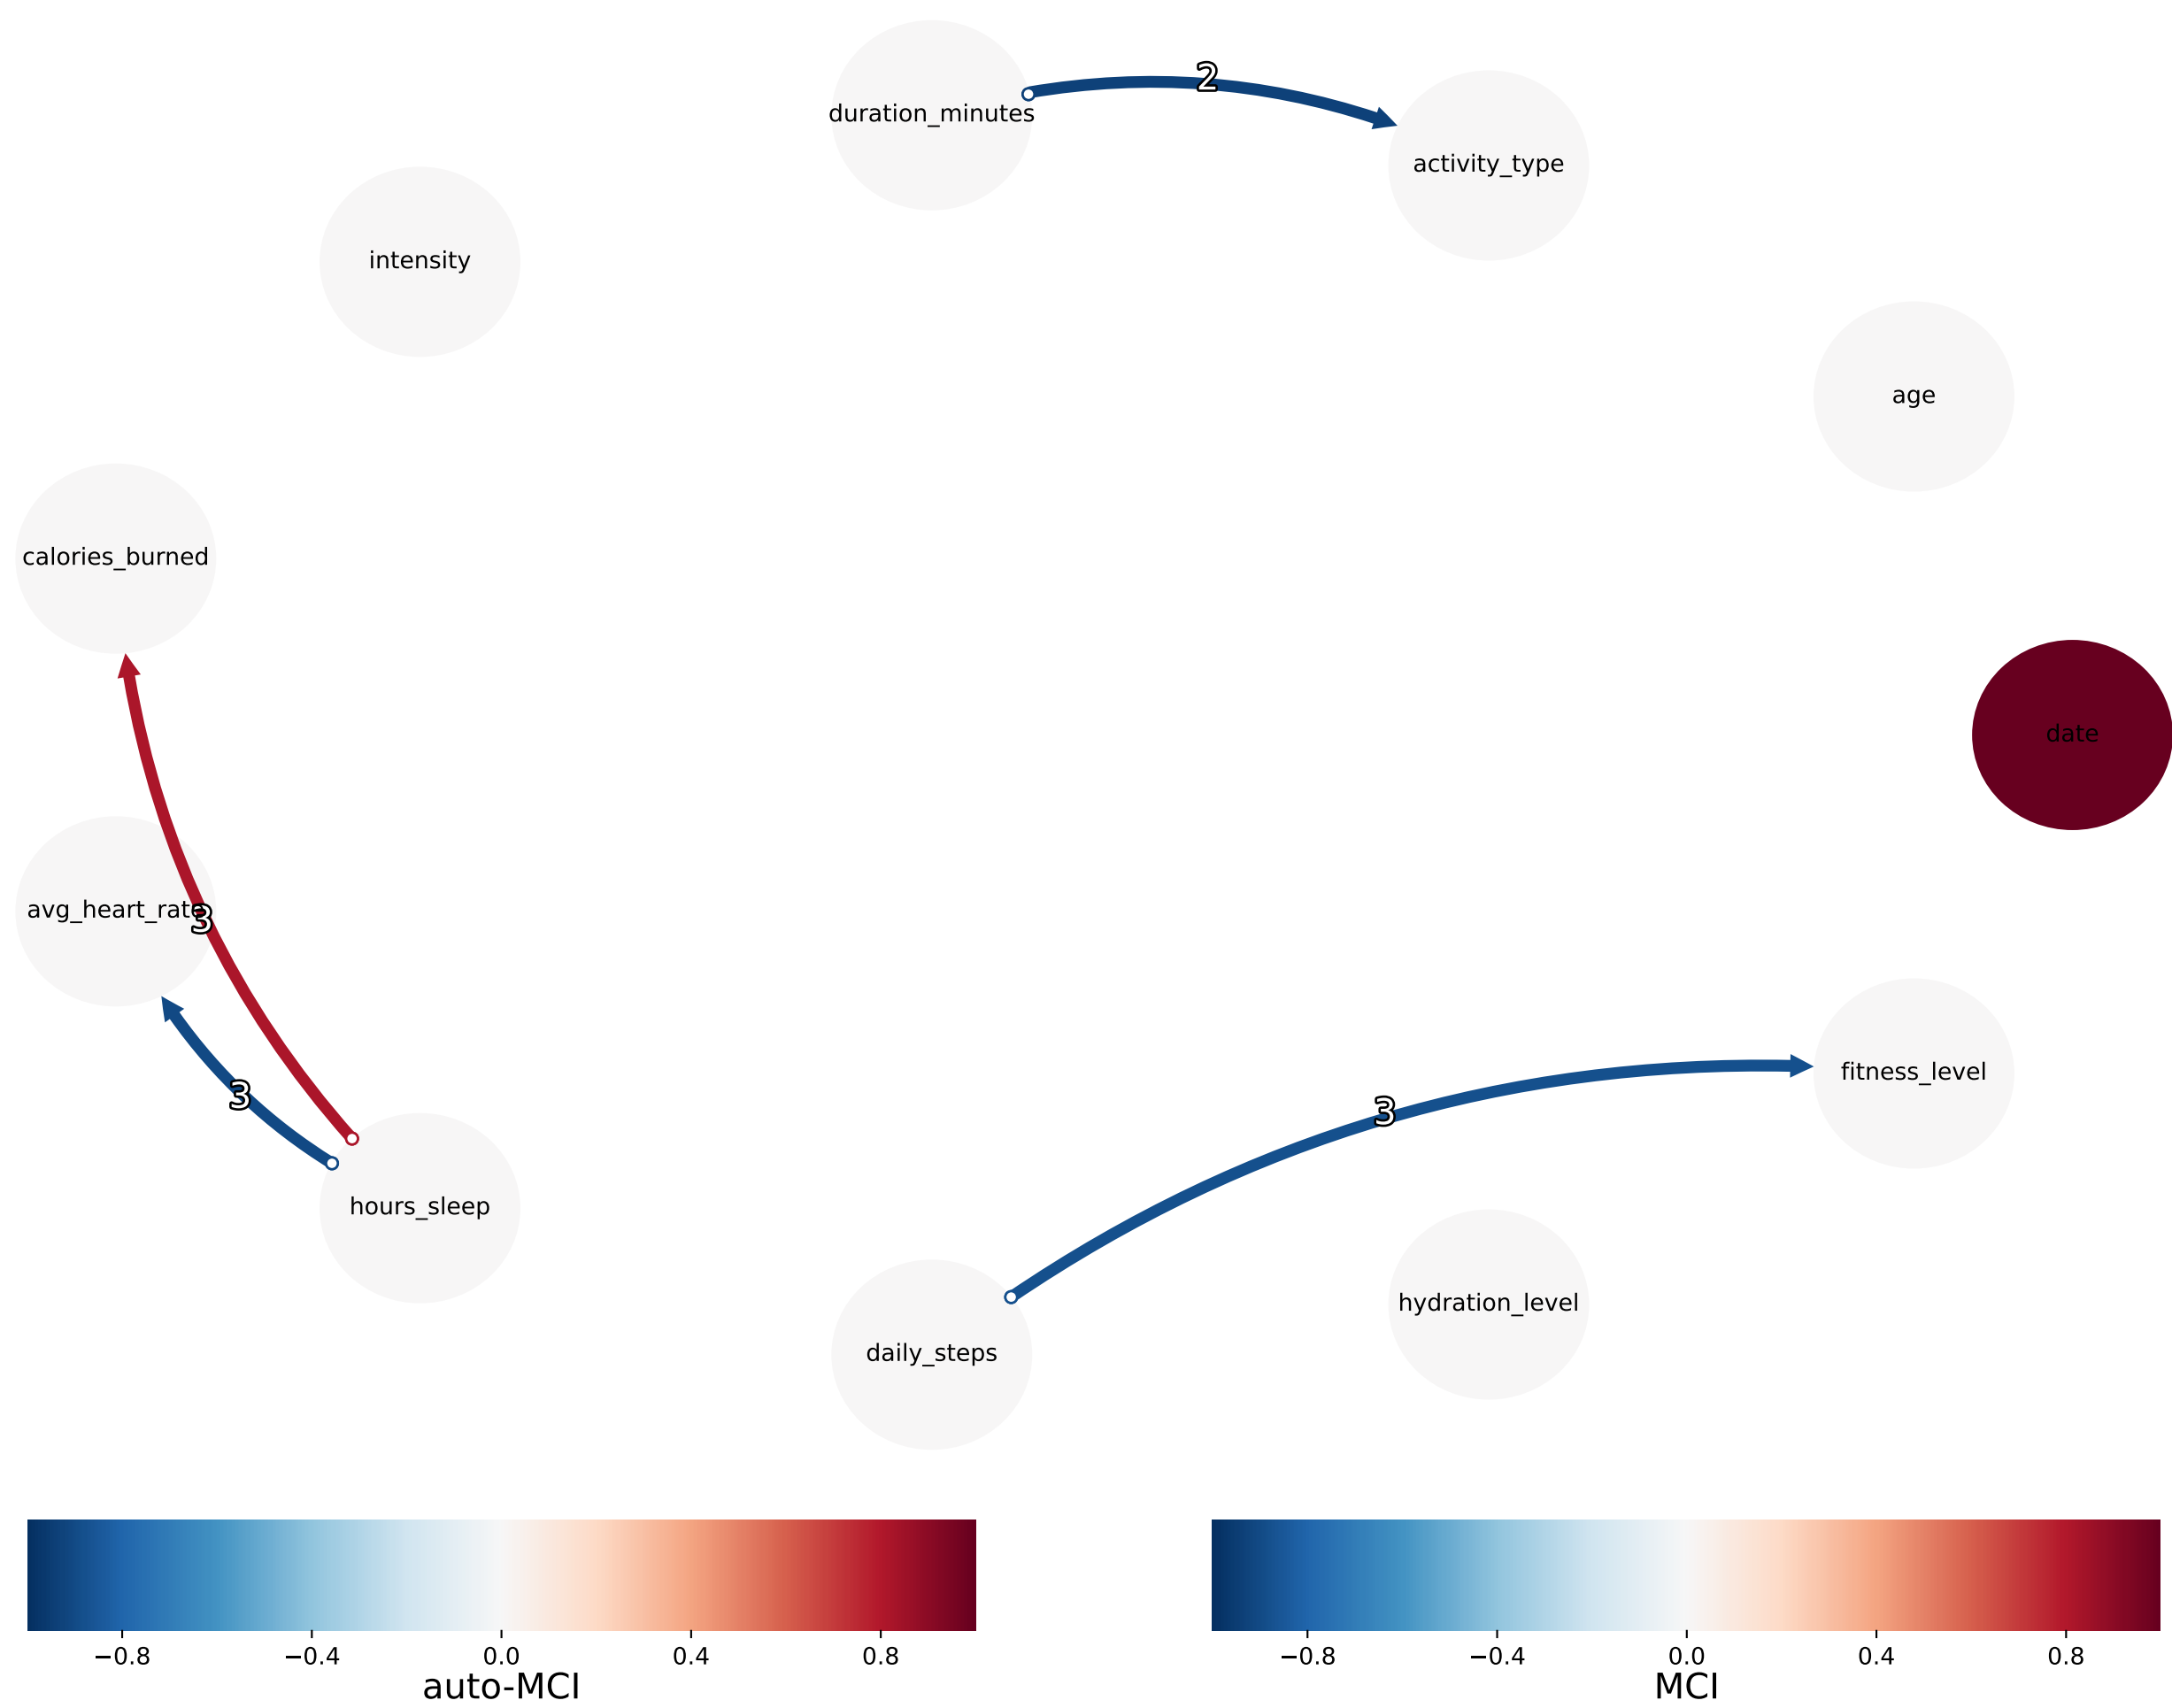 2
duration_minutes
activity_type
intensity
age
calories_burned
date
avg_heart_rate
3
3
3
fitness_level
hours_sleep
hydration_level
daily_steps
−0.8 −0.4 0.0 0.4 0.8
auto-MCI
−0.8 −0.4 0.0 0.4 0.8
MCI